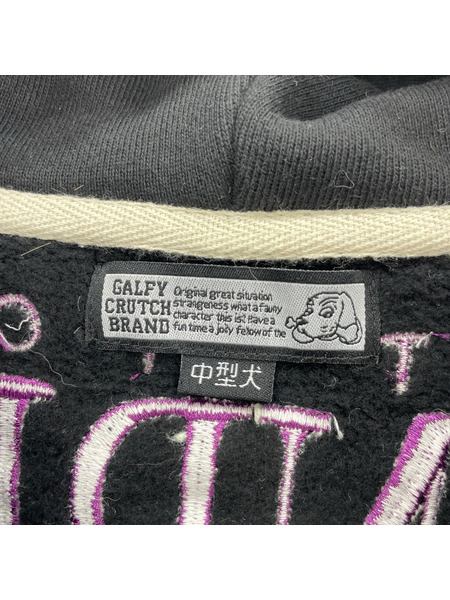 GALFY
CRUTCH
BRAND
Original great situation
strangeness what a funny
character this is! Have a
fun time a jolly fellow of the
中型犬